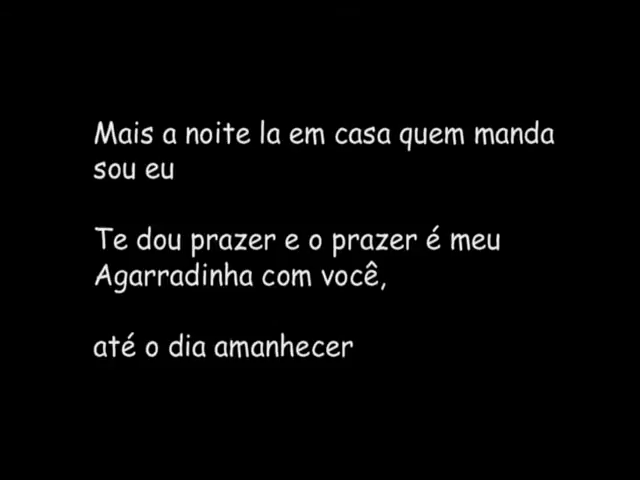 Mais a noite la em casa quem manda
sou eu
Te dou prazer e o prazer é meu
Agarradinha com você,
até o dia amanhecer